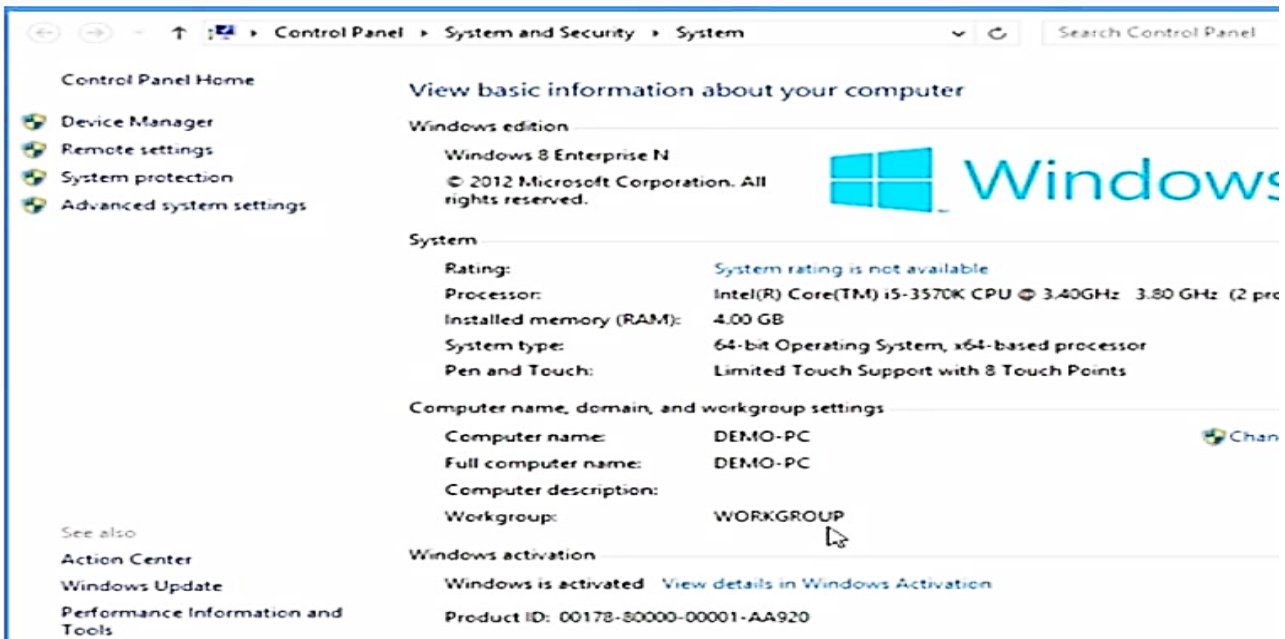 Control Panel ▸ System and Security ▸ System
Search Control Panel
Control Panel Home
Device Manager
Remote settings
System protection
Advanced system settings
See also
Action Center
Windows Update
Performance Information and
Tools
View basic information about your computer
Windows edition
Windows 8 Enterprise N
© 2012 Microsoft Corporation. All
rights reserved.
Windows
System
Rating: System rating is not available
Processor: Intel(R) Core(TM) i5-3570K CPU @ 3.40GHz 3.80 GHz (2 pro
Installed memory (RAM): 4.00 GB
System type: 64-bit Operating System, x64-based processor
Pen and Touch: Limited Touch Support with 8 Touch Points
Computer name, domain, and workgroup settings
Computer name: DEMO-PC
Chan
Full computer name: DEMO-PC
Computer description:
Workgroup: WORKGROUP
Windows activation
Windows is activated View details in Windows Activation
Product ID: 00178-80000-00001-AA920